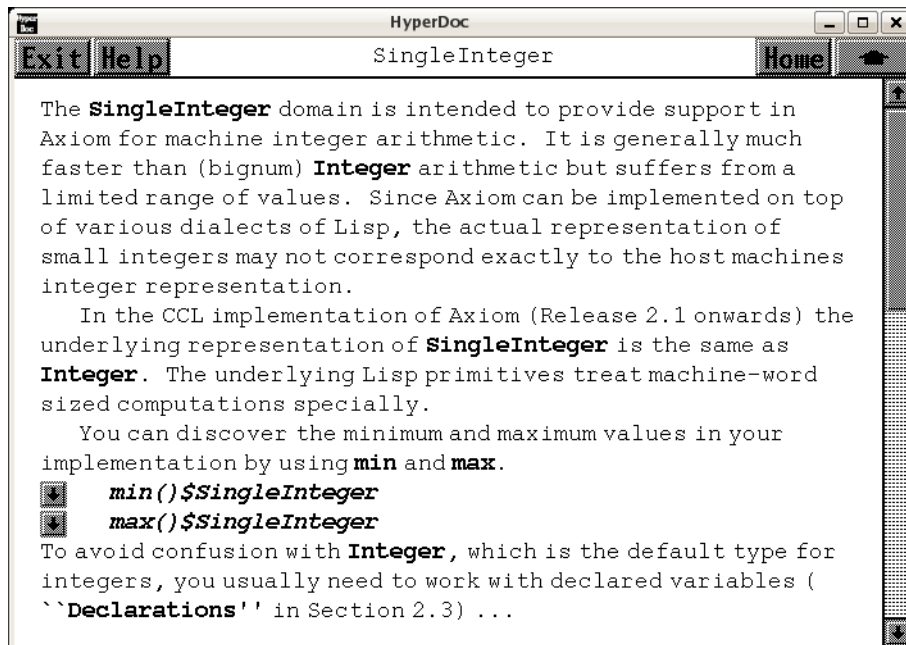 HyperDoc
Exit Help SingleInteger Home
The SingleInteger domain is intended to provide support in
Axiom for machine integer arithmetic. It is generally much
faster than (bignum) Integer arithmetic but suffers from a
limited range of values. Since Axiom can be implemented on top
of various dialects of Lisp, the actual representation of
small integers may not correspond exactly to the host machines
integer representation.
In the CCL implementation of Axiom (Release 2.1 onwards) the
underlying representation of SingleInteger is the same as
Integer. The underlying Lisp primitives treat machine-word
sized computations specially.
You can discover the minimum and maximum values in your
implementation by using min and max.
min()$SingleInteger
max()$SingleInteger
To avoid confusion with Integer, which is the default type for
integers, you usually need to work with declared variables (
``Declarations'' in Section 2.3) ...